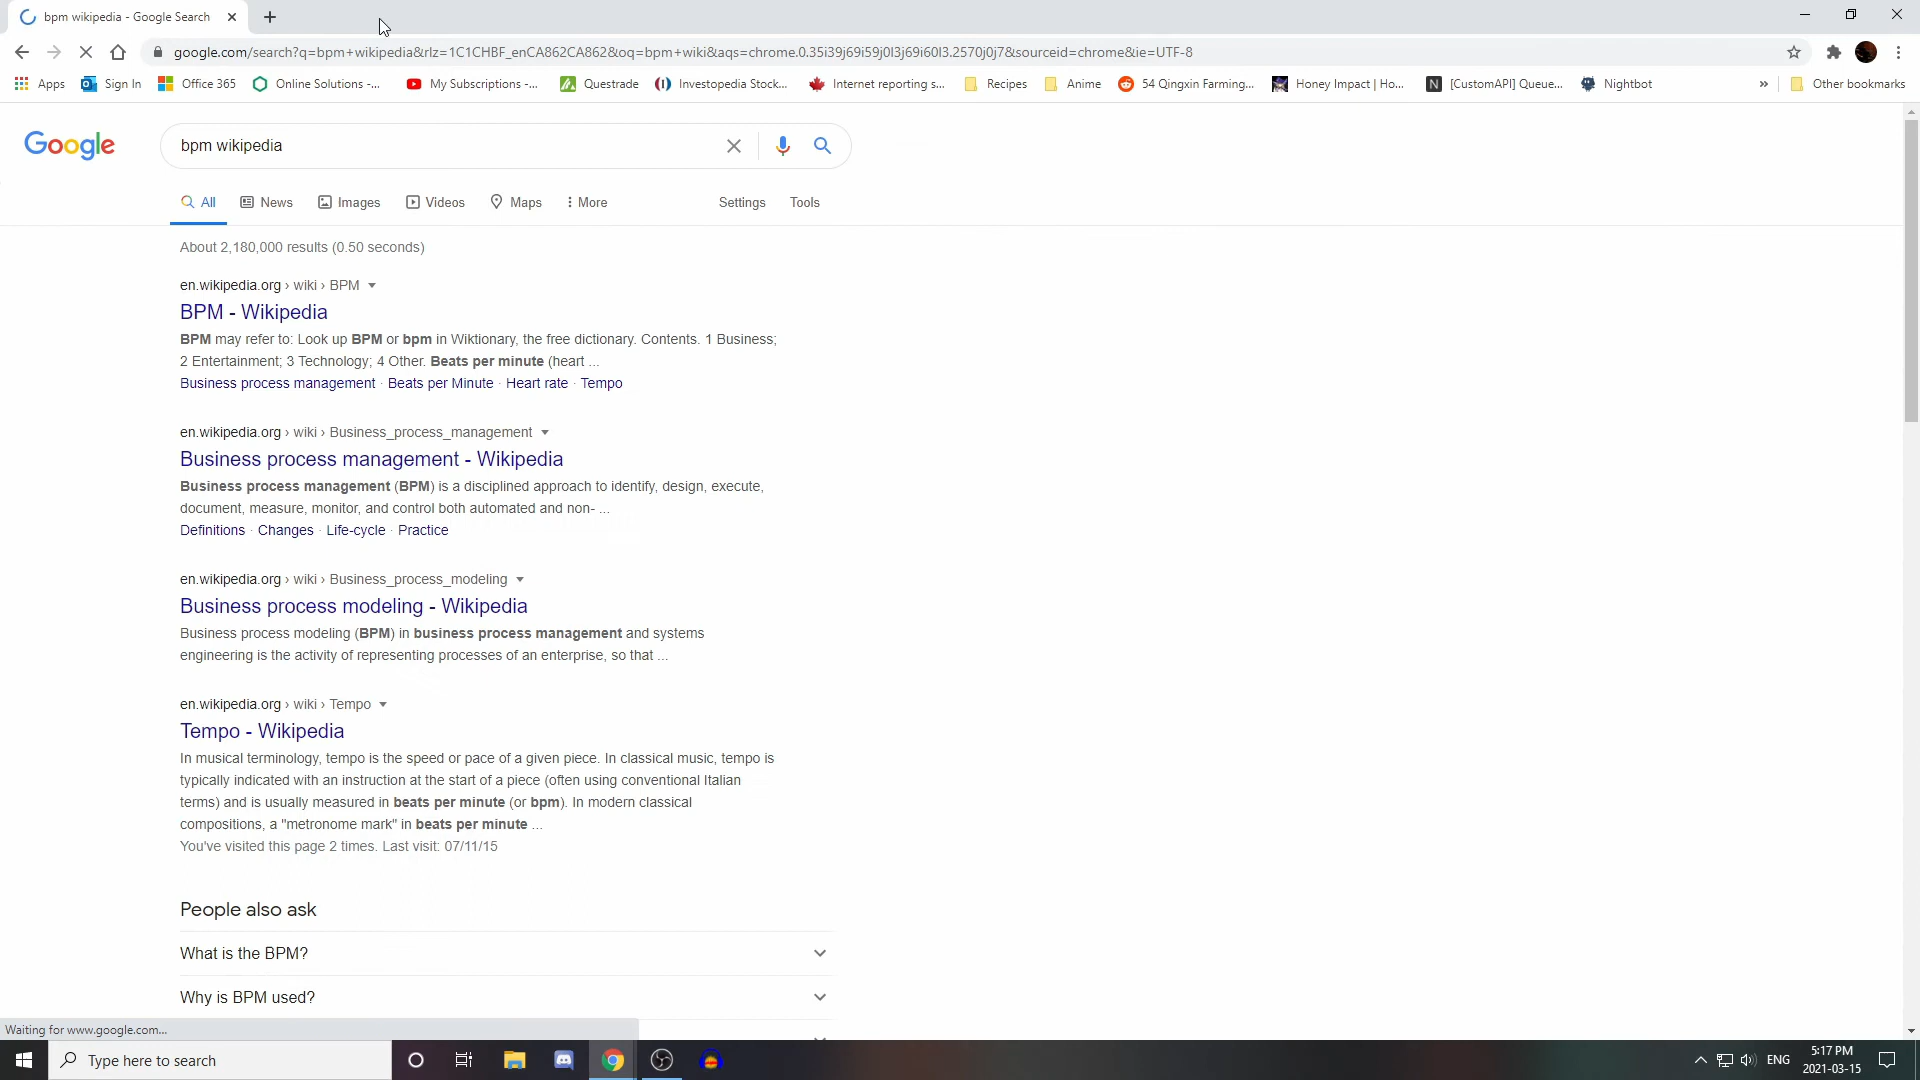 bpm wikipedia - Google Search
google.com/search?q=bpm+wikipedia&rlz=1C1CHBF_enCA862CA862&oq=bpm+wiki&aqs=chrome.0.35i39j69i59j0l3j69i60l3.2570j0j7&sourceid=chrome&ie=UTF-8
Apps Sign In Office 365 Online Solutions -... My Subscriptions -... Questrade Investopedia Stock... Internet reporting s... Recipes Anime 54 Qingxin Farming... Honey Impact | Ho... [CustomAPI] Queue... Nightbot » Other bookmarks
Google
bpm wikipedia
All News Images Videos Maps More Settings Tools
About 2,180,000 results (0.50 seconds)
en.wikipedia.org › wiki › BPM
BPM - Wikipedia
BPM may refer to: Look up BPM or bpm in Wiktionary, the free dictionary. Contents. 1 Business;
2 Entertainment; 3 Technology; 4 Other. Beats per minute (heart ...
Business process management · Beats per Minute · Heart rate · Tempo
en.wikipedia.org › wiki › Business_process_management
Business process management - Wikipedia
Business process management (BPM) is a disciplined approach to identify, design, execute,
document, measure, monitor, and control both automated and non- ...
Definitions · Changes · Life-cycle · Practice
en.wikipedia.org › wiki › Business_process_modeling
Business process modeling - Wikipedia
Business process modeling (BPM) in business process management and systems
engineering is the activity of representing processes of an enterprise, so that ...
en.wikipedia.org › wiki › Tempo
Tempo - Wikipedia
In musical terminology, tempo is the speed or pace of a given piece. In classical music, tempo is
typically indicated with an instruction at the start of a piece (often using conventional Italian
terms) and is usually measured in beats per minute (or bpm). In modern classical
compositions, a "metronome mark" in beats per minute ...
You've visited this page 2 times. Last visit: 07/11/15
People also ask
What is the BPM?
Why is BPM used?
Waiting for www.google.com...
Type here to search
ENG
5:17 PM
2021-03-15